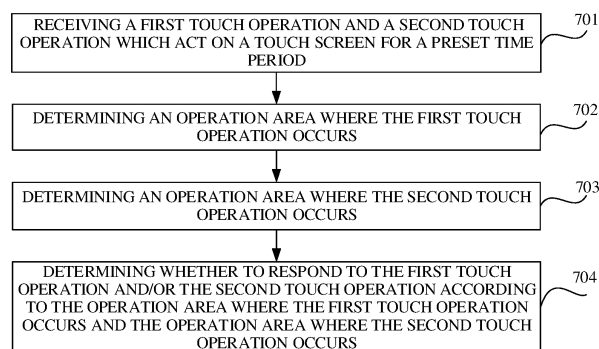 RECEIVING A FIRST TOUCH OPERATION AND A SECOND TOUCH
OPERATION WHICH ACT ON A TOUCH SCREEN FOR A PRESET TIME
PERIOD
701
DETERMINING AN OPERATION AREA WHERE THE FIRST TOUCH
OPERATION OCCURS
702
DETERMINING AN OPERATION AREA WHERE THE SECOND TOUCH
OPERATION OCCURS
703
DETERMINING WHETHER TO RESPOND TO THE FIRST TOUCH
OPERATION AND/OR THE SECOND TOUCH OPERATION ACCORDING
TO THE OPERATION AREA WHERE THE FIRST TOUCH OPERATION
OCCURS AND THE OPERATION AREA WHERE THE SECOND TOUCH
OPERATION OCCURS
704